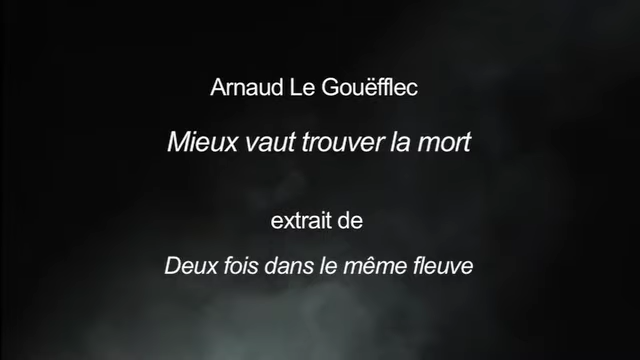 Arnaud Le Gouëfflec
Mieux vaut trouver la mort
extrait de
Deux fois dans le même fleuve